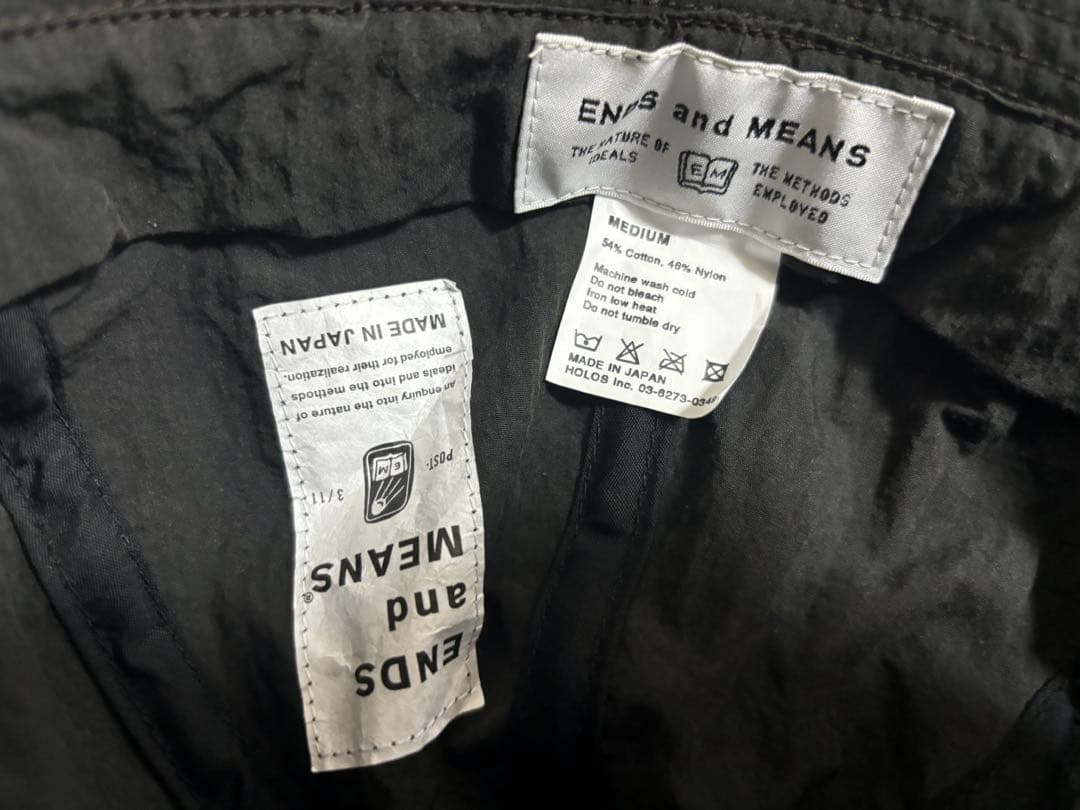 ENDS and MEANS
THE NATURE OF
IDEALS
EM
THE METHODS
EMPLOYED
MEDIUM
54% Cotton, 46% Nylon
Machine wash cold
Do not bleach
Iron low heat
Do not tumble dry
MADE IN JAPAN
HOLOS Inc. 03-6273-034
ENDS
and
MEANS®
POST-
EM
3/11
An enquiry into the nature of
ideals and into the methods
employed for their realization.
MADE IN JAPAN